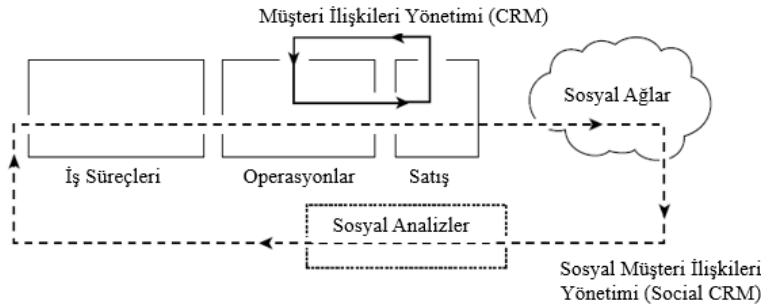 Müşteri İlişkileri Yönetimi (CRM)
Sosyal Ağlar
İş Süreçleri
Operasyonlar
Satış
Sosyal Analizler
Sosyal Müşteri İlişkileri
Yönetimi (Social CRM)